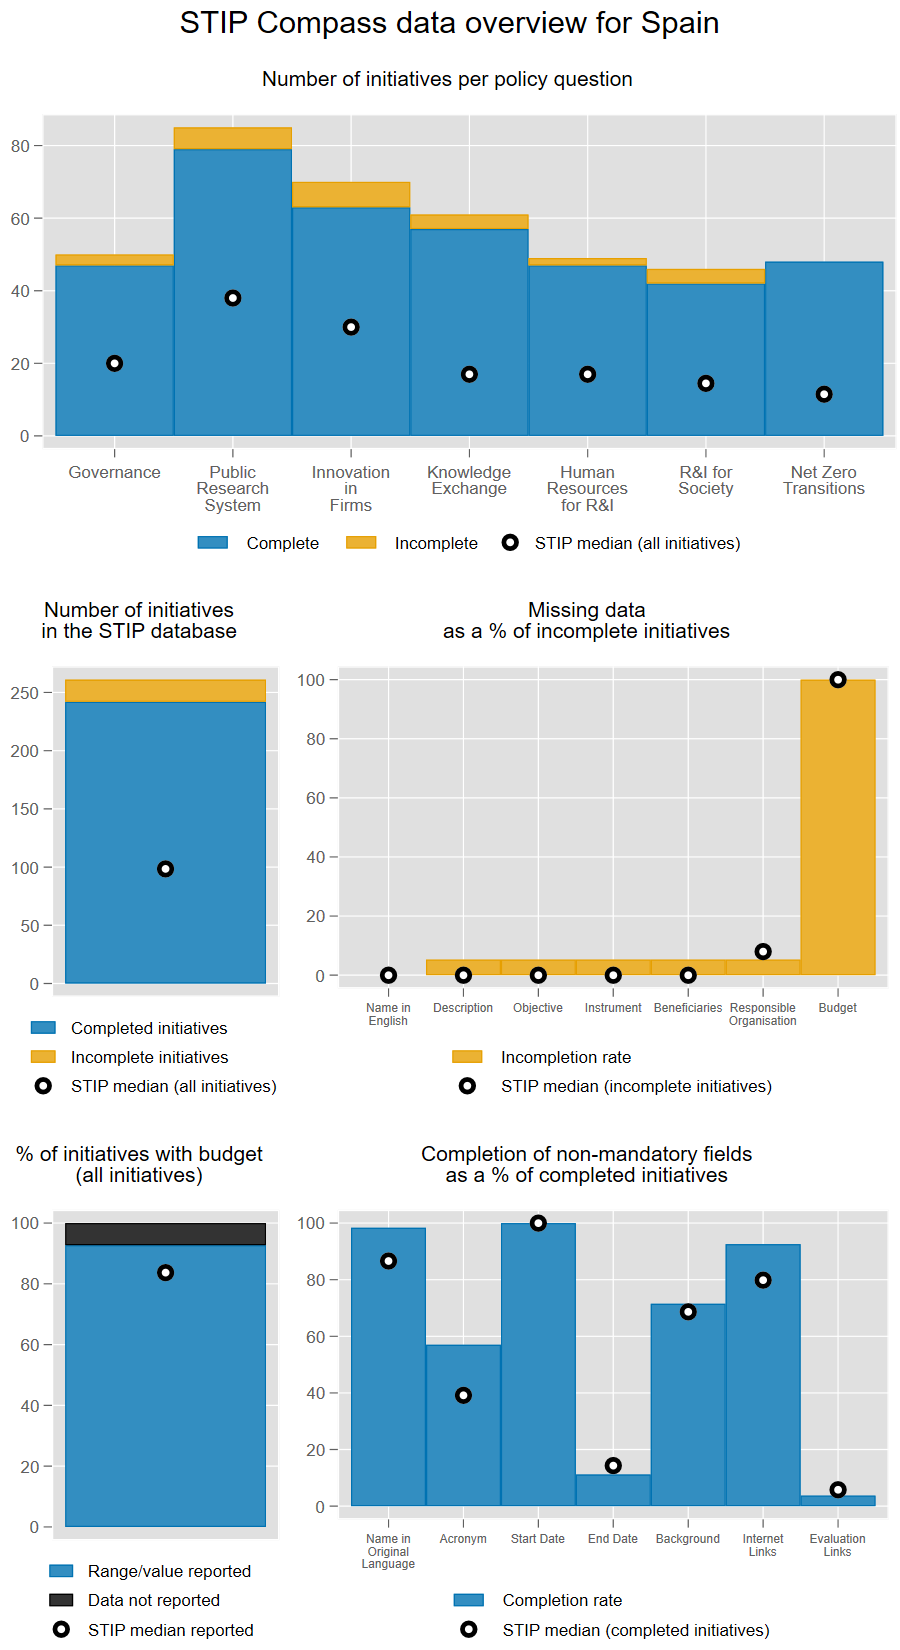 STIP Compass data overview for Spain
Number of initiatives per policy question
80
60
40
20
0
Governance
Public
Research
System
Innovation
in
Firms
Knowledge
Exchange
Human
Resources
for R&I
R&I for
Society
Net Zero
Transitions
Complete
Incomplete
STIP median (all initiatives)
Number of initiatives
in the STIP database
250
200
150
100
50
0
Completed initiatives
Incomplete initiatives
STIP median (all initiatives)
Missing data
as a % of incomplete initiatives
100
80
60
40
20
0
Name in
English
Description
Objective
Instrument
Beneficiaries
Responsible
Organisation
Budget
Incompletion rate
STIP median (incomplete initiatives)
% of initiatives with budget
(all initiatives)
100
80
60
40
20
0
Range/value reported
Data not reported
STIP median reported
Completion of non-mandatory fields
as a % of completed initiatives
100
80
60
40
20
0
Name in
Original
Language
Acronym
Start Date
End Date
Background
Internet
Links
Evaluation
Links
Completion rate
STIP median (completed initiatives)